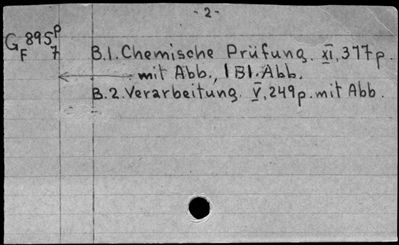 - 2 -
G 895 p
F 7
B.1. Chemische Prüfung. XI, 377 p.
mit Abb., 1 Bl. Abb.
B.2. Verarbeitung. V, 249 p. mit Abb.